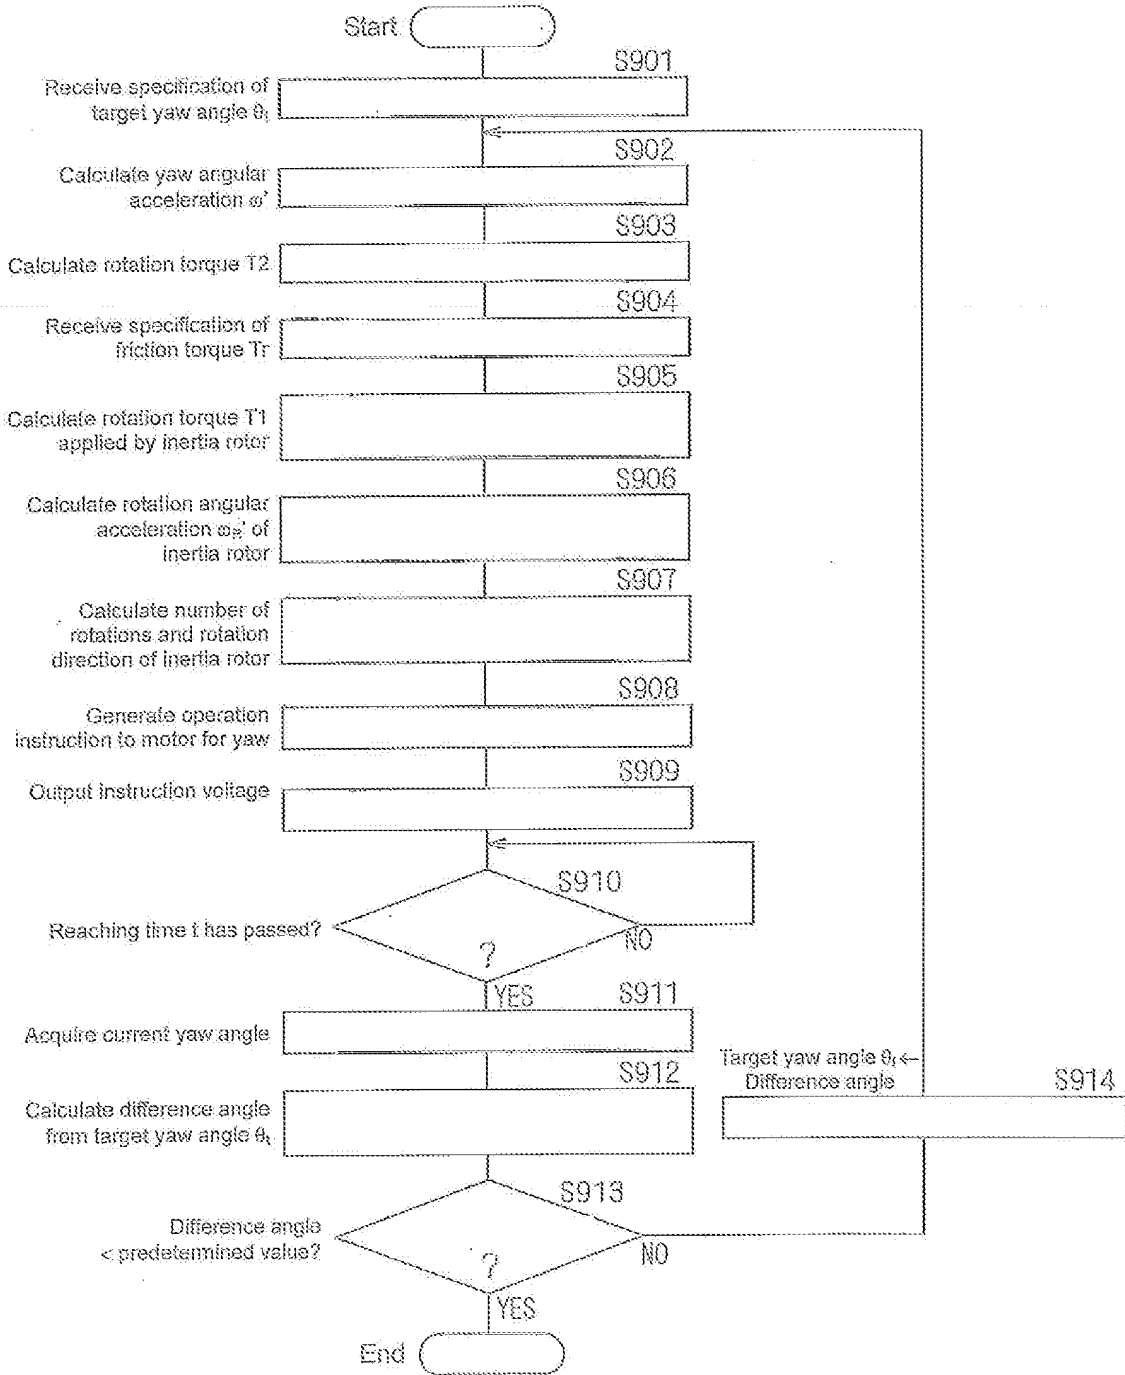 Start
S901
Receive specification of
target yaw angle θt
S902
Calculate yaw angular
acceleration ω'
S903
Calculate rotation torque T2
S904
Receive specification of
friction torque Tr
S905
Calculate rotation torque T1
applied by inertia rotor
S906
Calculate rotation angular
acceleration ωR' of
inertia rotor
S907
Calculate number of
rotations and rotation
direction of inertia rotor
S908
Generate operation
instruction to motor for yaw
S909
Output instruction voltage
S910
Reaching time t has passed?
?
NO
YES
S911
Acquire current yaw angle
S912
Calculate difference angle
from target yaw angle θt
Target yaw angle θt ←
Difference angle
S914
S913
Difference angle
< predetermined value?
?
NO
YES
End